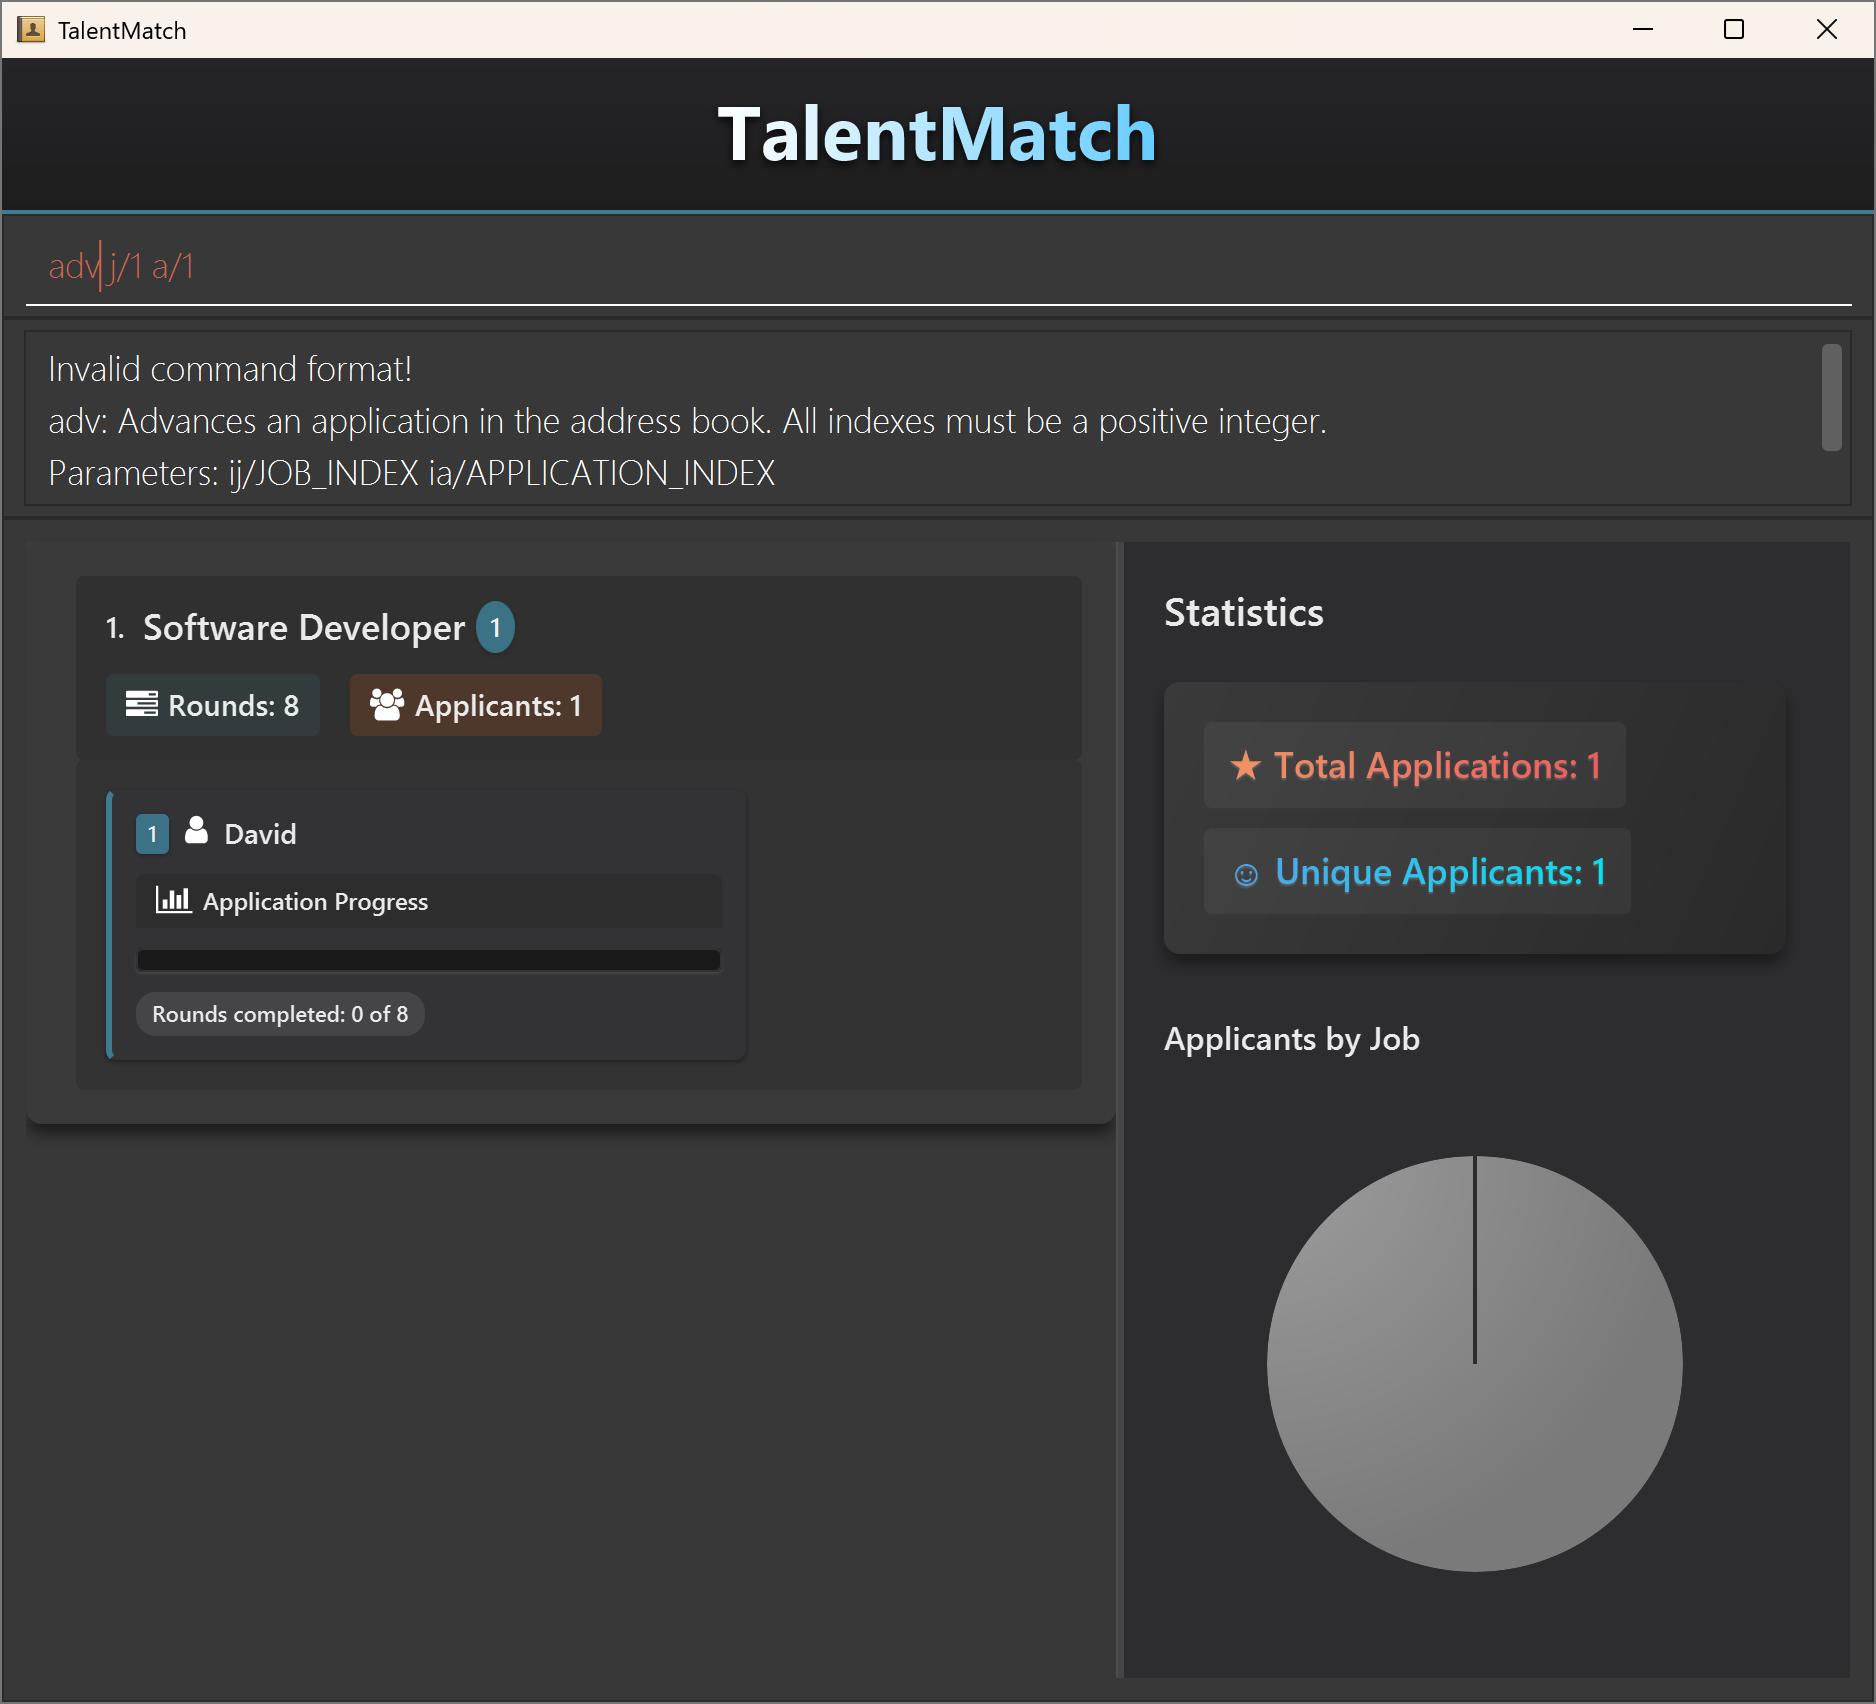 TalentMatch
TalentMatch
adv j/1 a/1
Invalid command format!
adv: Advances an application in the address book. All indexes must be a positive integer.
Parameters: ij/JOB_INDEX ia/APPLICATION_INDEX
1. Software Developer 1
Rounds: 8 Applicants: 1
1 David
Application Progress
Rounds completed: 0 of 8
Statistics
★ Total Applications: 1
☺ Unique Applicants: 1
Applicants by Job